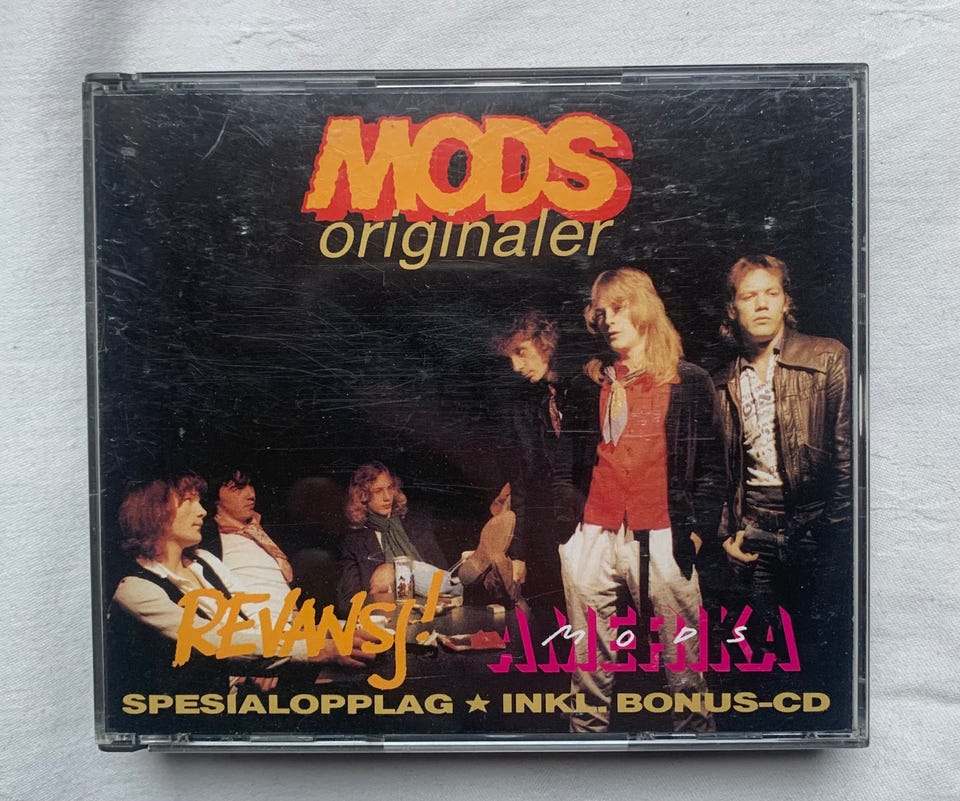 MODS
originaler
REVANSJ!
AMERIKA
MODS
SPESIALOPPLAG ★ INKL. BONUS-CD